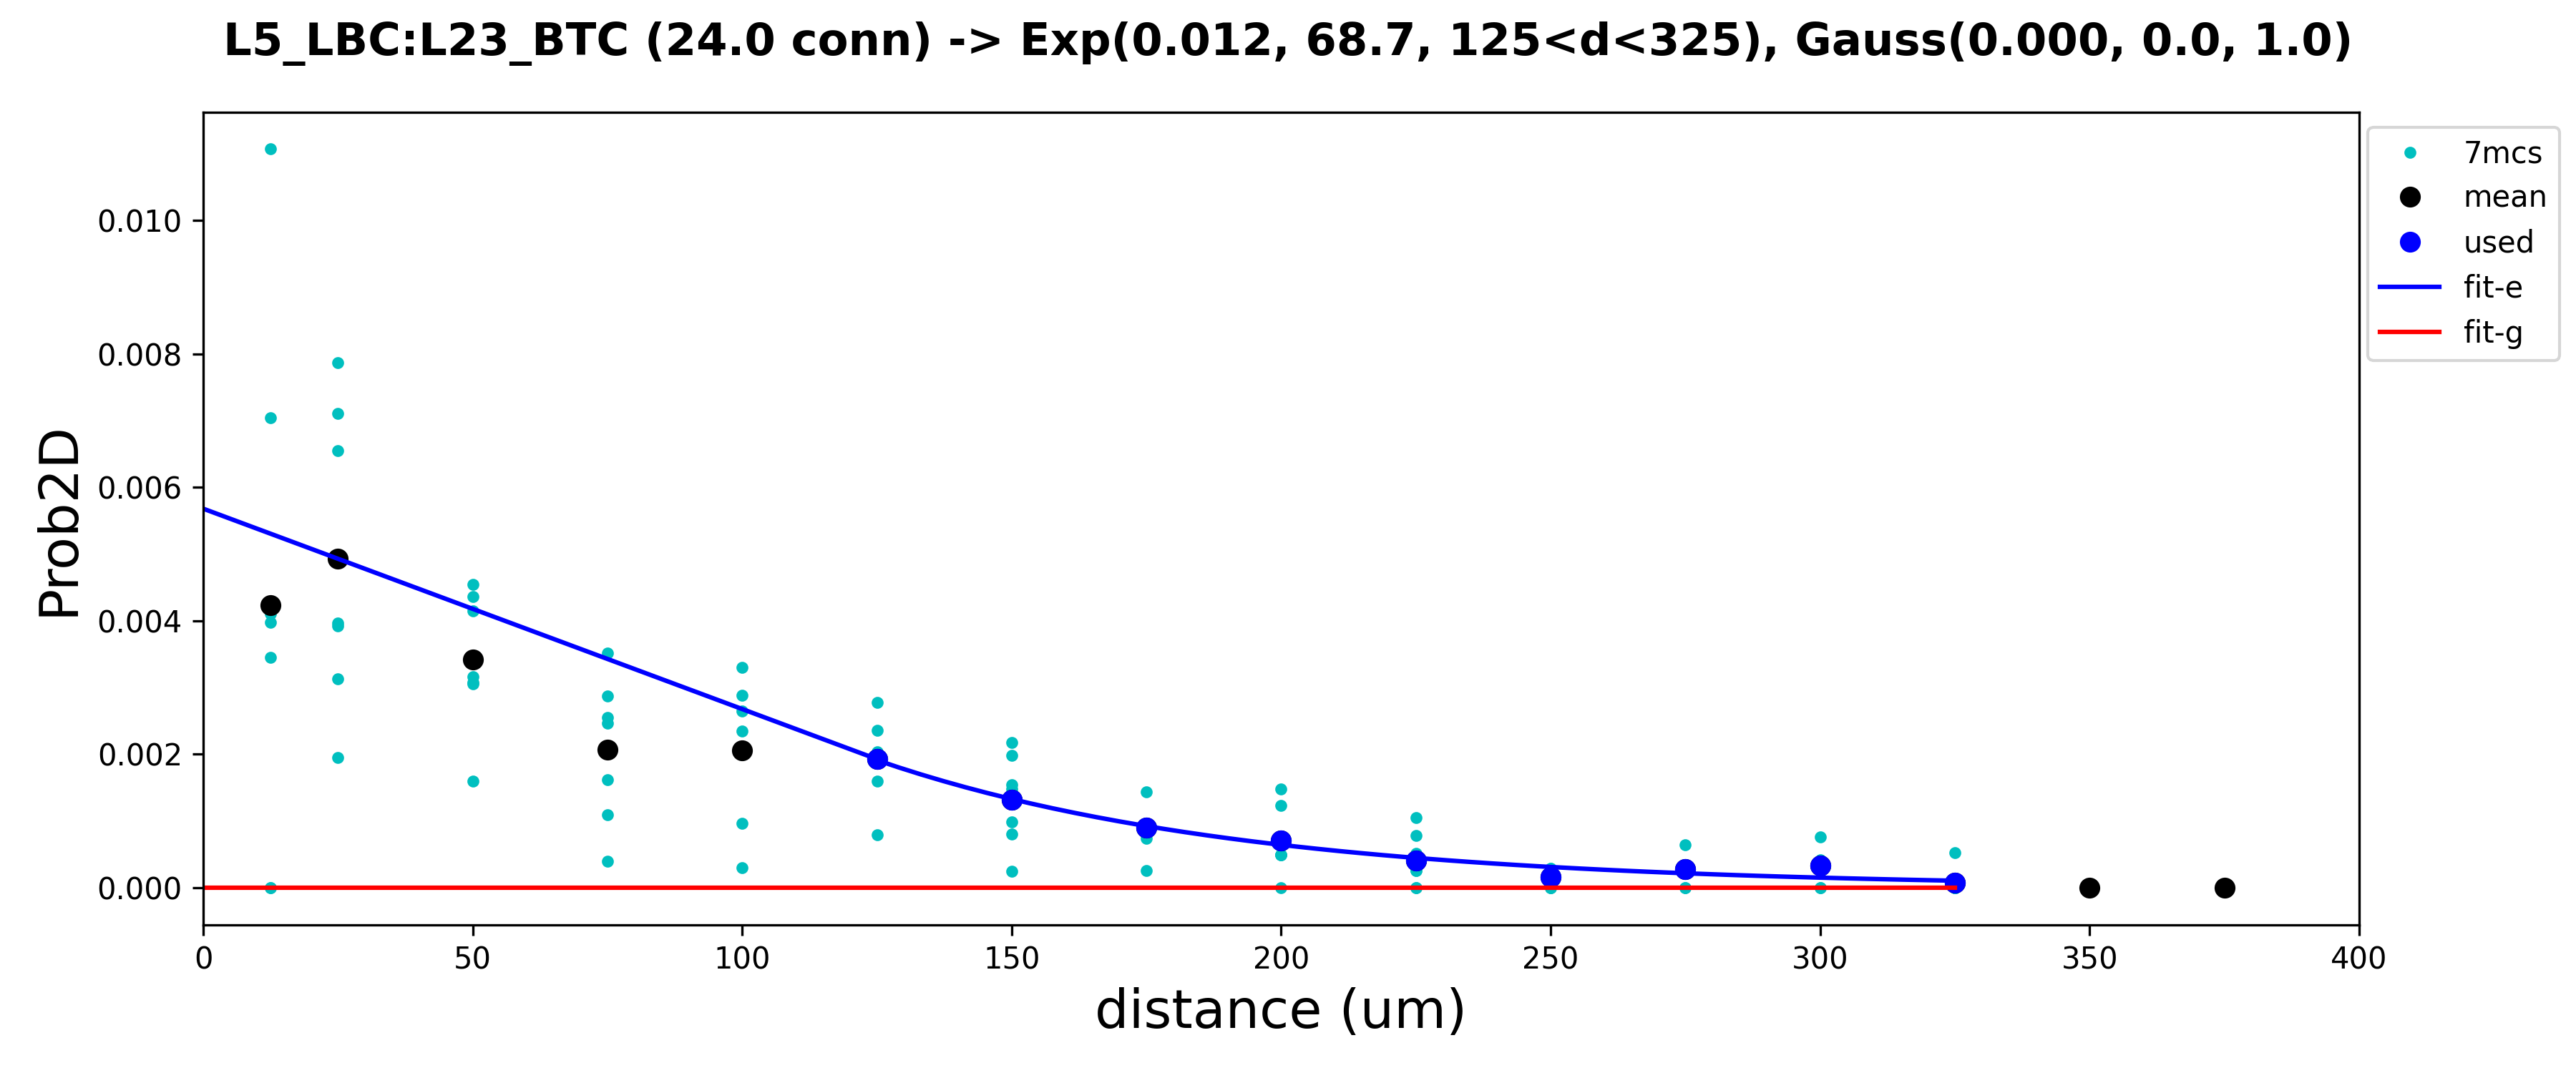 L5_LBC:L23_BTC (24.0 conn) -> Exp(0.012, 68.7, 125<d<325), Gauss(0.000, 0.0, 1.0)
7mcs
mean
used
fit-e
fit-g
Prob2D
0.010
0.008
0.006
0.004
0.002
0.000
0 50 100 150 200 250 300 350 400
distance (um)